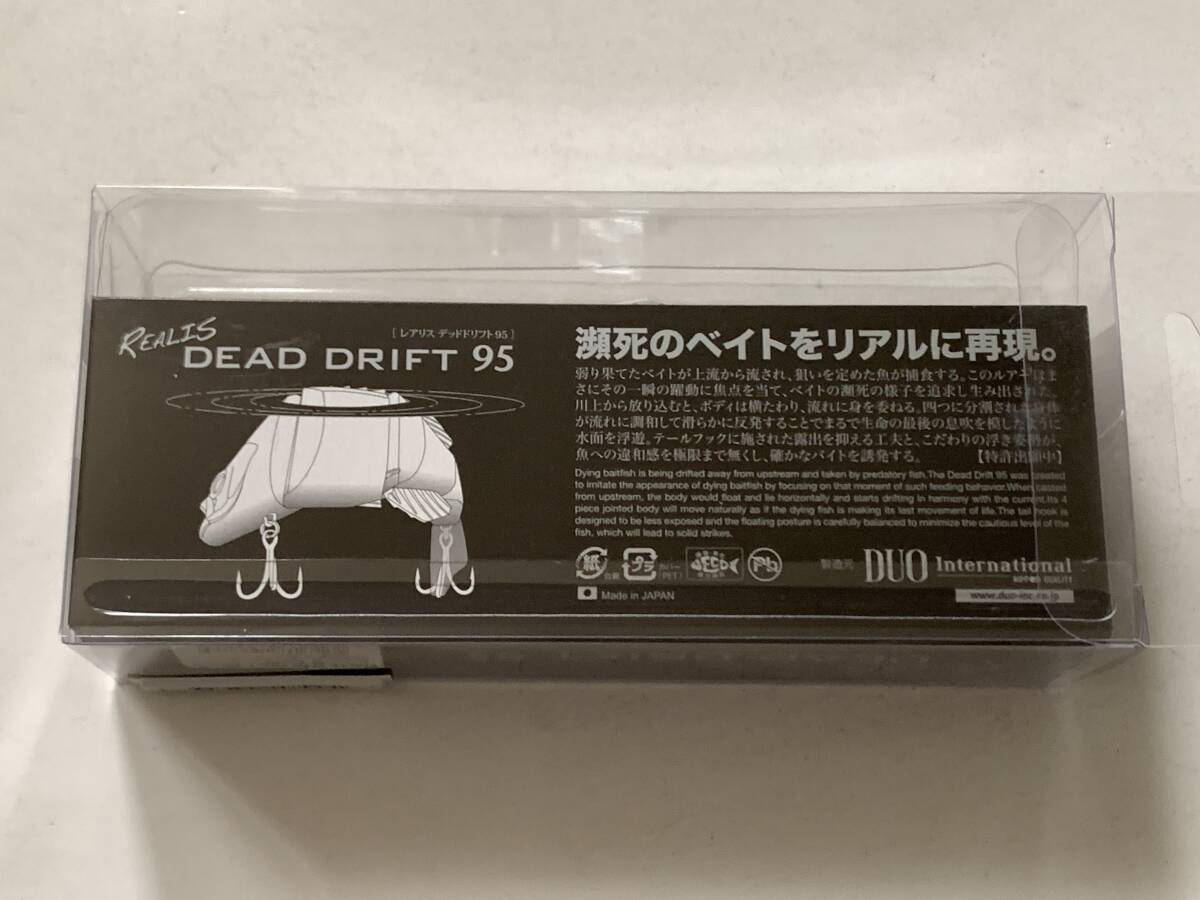 REALIS
[レアリス デッドドリフト95]
DEAD DRIFT 95
瀕死のベイトをリアルに再現。
弱り果てたベイトが上流から流され、狙いを定めた魚が捕食する。このルアーはま
さにその一瞬の躍動に焦点を当て、ベイトの瀕死の様子を追求し生み出された。
川上から放り込むと、ボディは横たわり、流れに身を委ねる。四つに分割された身体
が流れに調和して滑らかに反発することでまるで生命の最後の息吹を模したように
水面を浮遊。テールフックに施された露出を抑える工夫と、こだわりの浮き姿勢が、
魚への違和感を極限まで無くし、確かなバイトを誘発する。 【特許出願中】
Dying baitfish is being drifted away from upstream and taken by predatory fish.The Dead Drift 95 was created
to imitate the appearance of dying baitfish by focusing on that moment of such feeding behavior.When casted
from upstream, the body would float and lie horizontally and starts drifting in harmony with the current.Its 4
piece jointed body will move naturally as if the dying fish is making its last movement of life.The tail hook is
designed to be less exposed and the floating posture is carefully balanced to minimize the cautious level of the
fish, which will lead to solid strikes.
紙 台紙 プラ カバー (PET) 製造元 DUO International
NIPPON QUALITY
Made in JAPAN www.duo-inc.co.jp